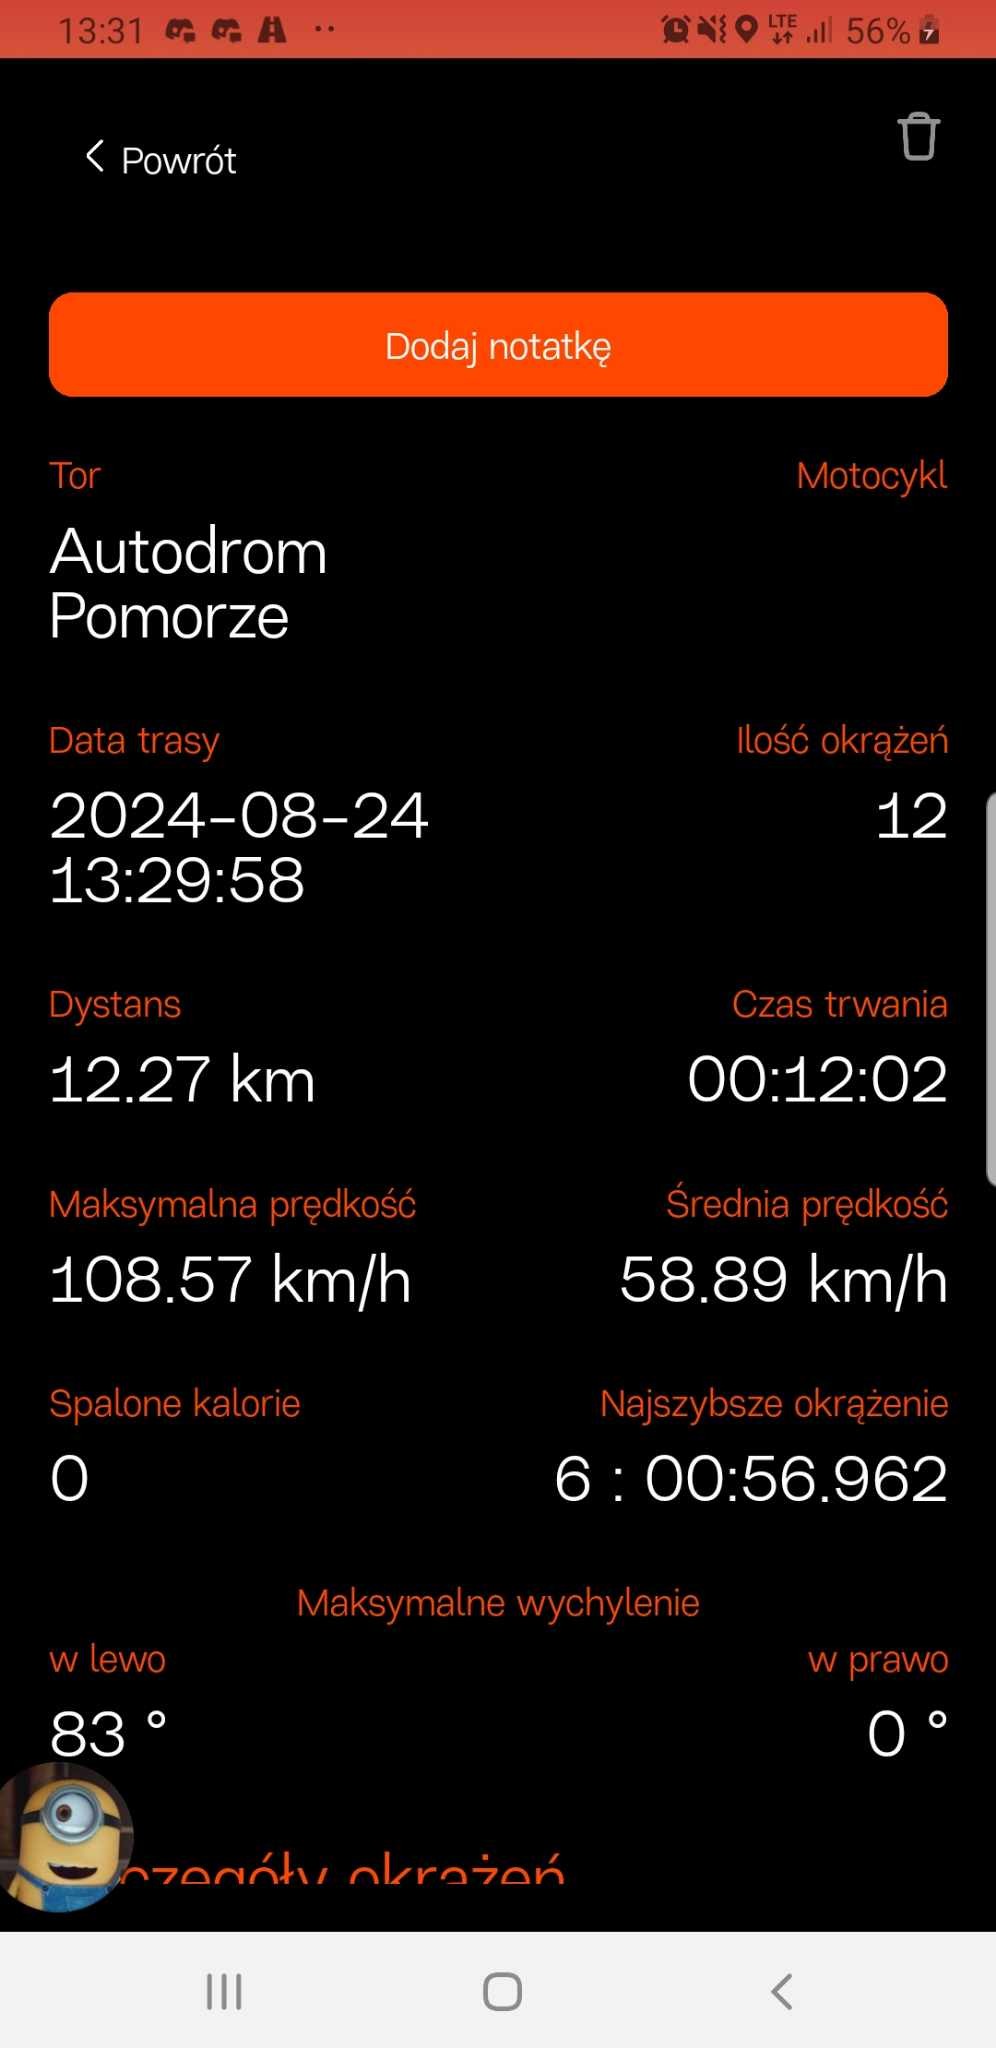 13:31 LTE 56%
Powrót
Dodaj notatkę
Tor Motocykl
Autodrom
Pomorze
Data trasy Ilość okrążeń
2024-08-24 12
13:29:58
Dystans Czas trwania
12.27 km 00:12:02
Maksymalna prędkość Średnia prędkość
108.57 km/h 58.89 km/h
Spalone kalorie Najszybsze okrążenie
0 6 : 00:56.962
Maksymalne wychylenie
w lewo w prawo
83 ° 0 °
czegóły okrążeń